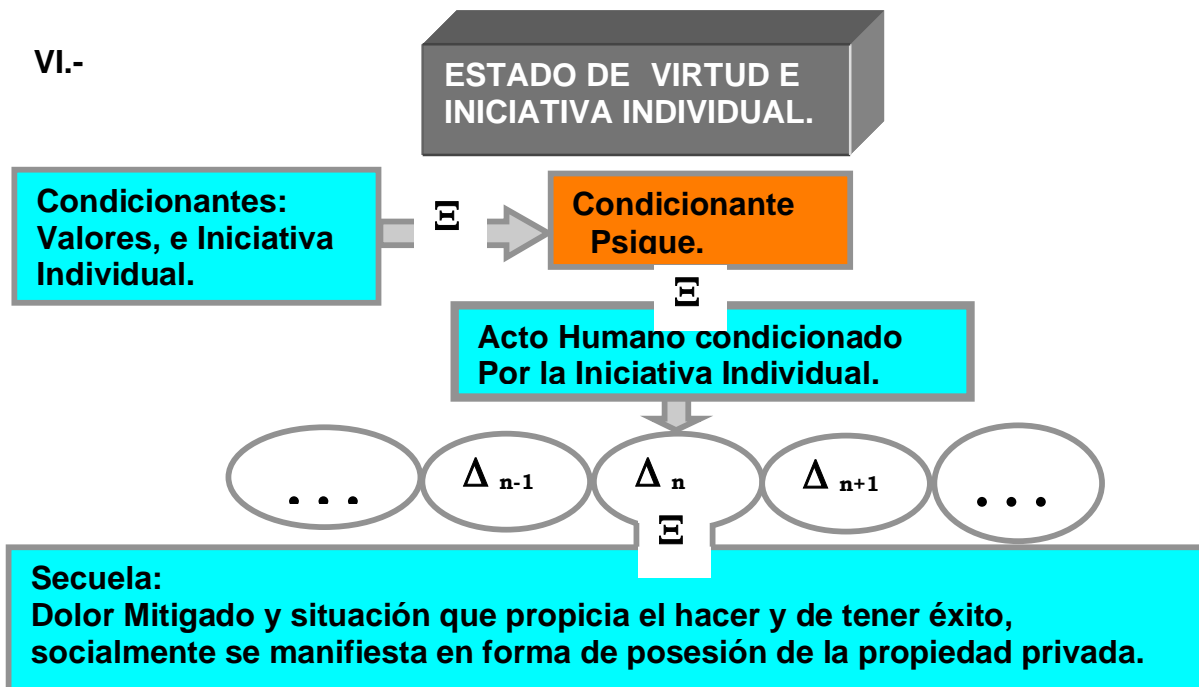 VI.-
ESTADO DE VIRTUD E
INICIATIVA INDIVIDUAL.
Condicionantes:
Valores, e Iniciativa
Individual.
Ξ
Condicionante
Psique.
Ξ
Acto Humano condicionado
Por la Iniciativa Individual.
. . .
Δ n-1
Δ n
Δ n+1
. . .
Ξ
Secuela:
Dolor Mitigado y situación que propicia el hacer y de tener éxito,
socialmente se manifiesta en forma de posesión de la propiedad privada.